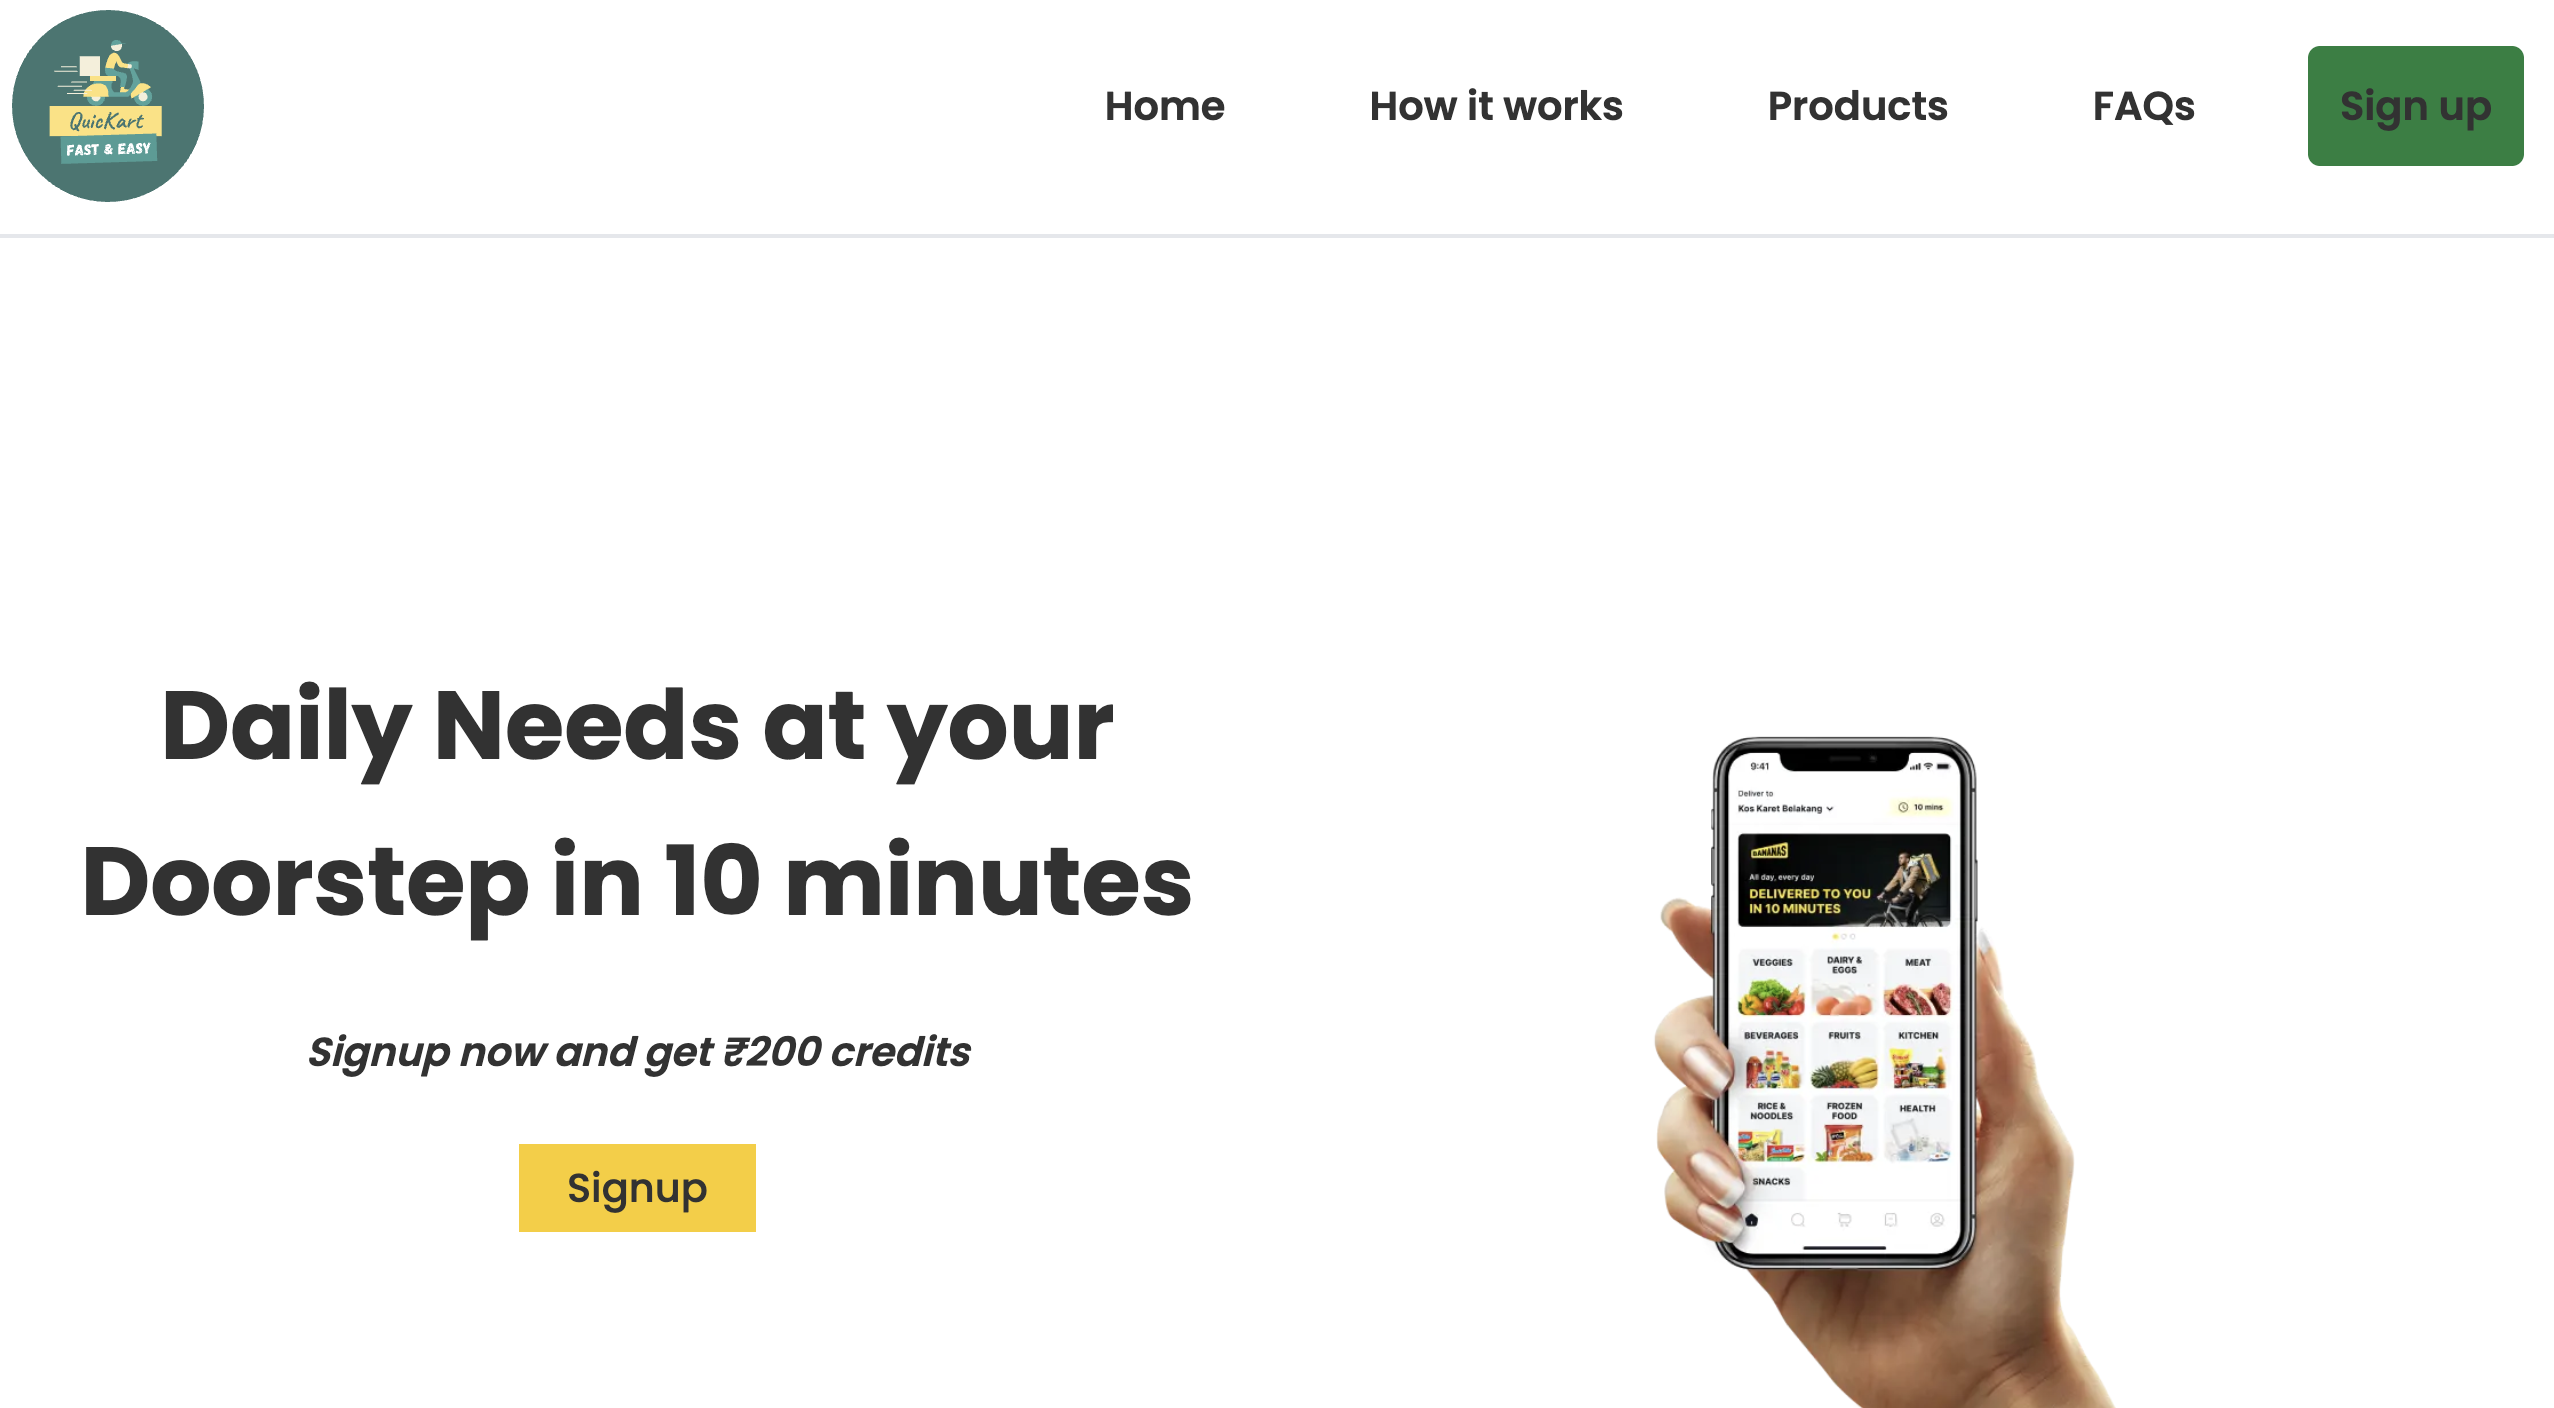 QuicKart
FAST & EASY
Home
How it works
Products
FAQs
Sign up
Daily Needs at your
Doorstep in 10 minutes
Signup now and get ₹200 credits
Signup
9:41
Deliver to
Kos Karet Belakang
10 mins
BANANAS
All day, every day
DELIVERED TO YOU
IN 10 MINUTES
VEGGIES
DAIRY &
EGGS
MEAT
BEVERAGES
FRUITS
KITCHEN
RICE &
NOODLES
FROZEN
FOOD
HEALTH
SNACKS